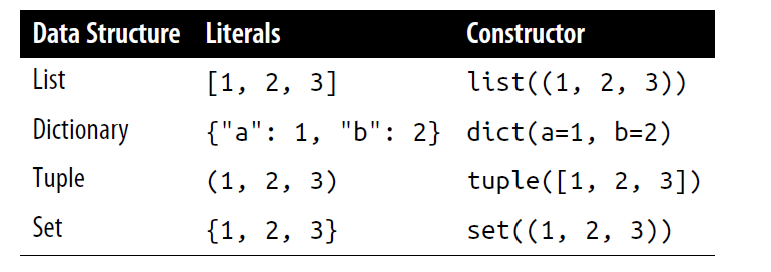 Data Structure Literals Constructor
List [1, 2, 3] list((1, 2, 3))
Dictionary {"a": 1, "b": 2} dict(a=1, b=2)
Tuple (1, 2, 3) tuple([1, 2, 3])
Set {1, 2, 3} set((1, 2, 3))